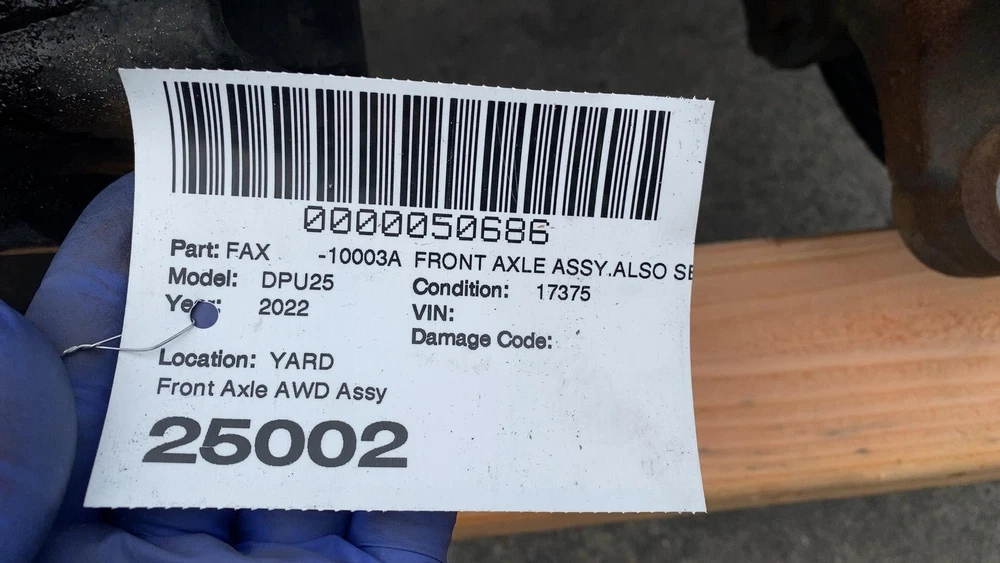 0000050686
Part: FAX -10003A FRONT AXLE ASSY.ALSO SE
Model: DPU25 Condition: 17375
Year: 2022 VIN:
Damage Code:
Location: YARD
Front Axle AWD Assy
25002